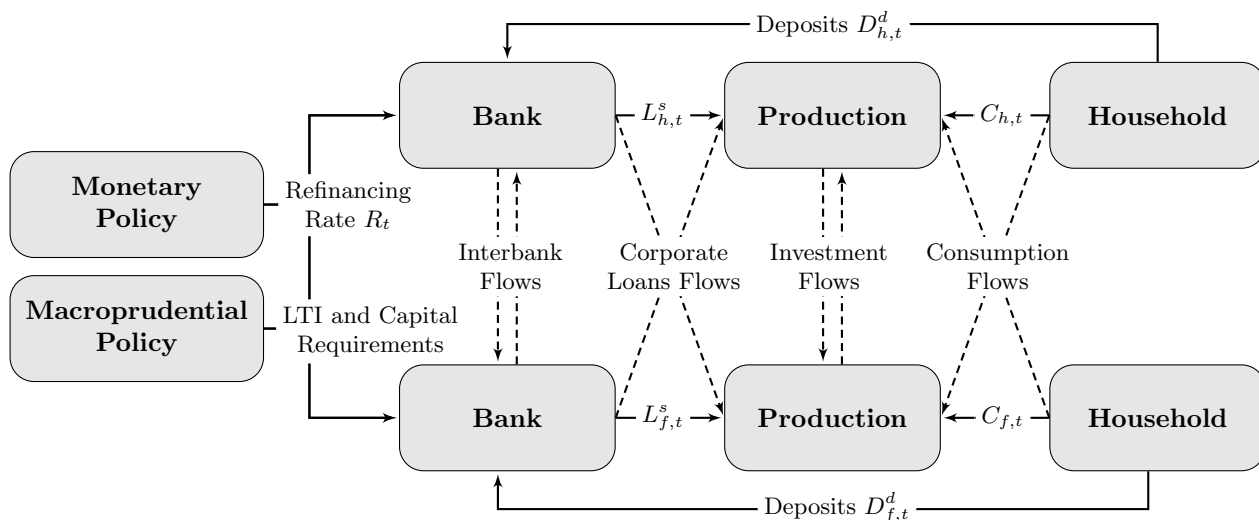 Deposits $D^d_{h,t}$
Bank
$L^s_{h,t}$
Production
$C_{h,t}$
Household
Monetary
Policy
Refinancing
Rate $R_t$
Interbank
Flows
Corporate
Loans Flows
Investment
Flows
Consumption
Flows
Macroprudential
Policy
LTI and Capital
Requirements
Bank
$L^s_{f,t}$
Production
$C_{f,t}$
Household
Deposits $D^d_{f,t}$